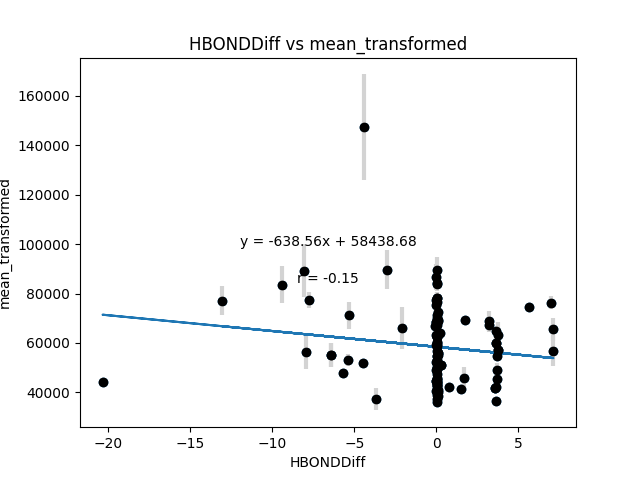 HBONDDiff vs mean_transformed
mean_transformed
160000
140000
120000
100000
80000
60000
40000
y = -638.56x + 58438.68
r = -0.15
−20
−15
−10
−5
0
5
HBONDDiff